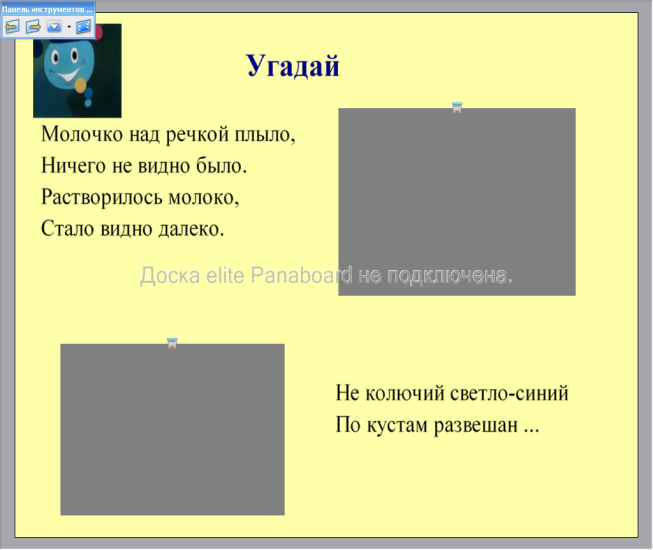 Панель инструментов ...
Угадай
Молочко над речкой плыло,
Ничего не видно было.
Растворилось молоко,
Стало видно далеко.
Доска elite Panaboard не подключена.
Не колючий светло-синий
По кустам развешан ...